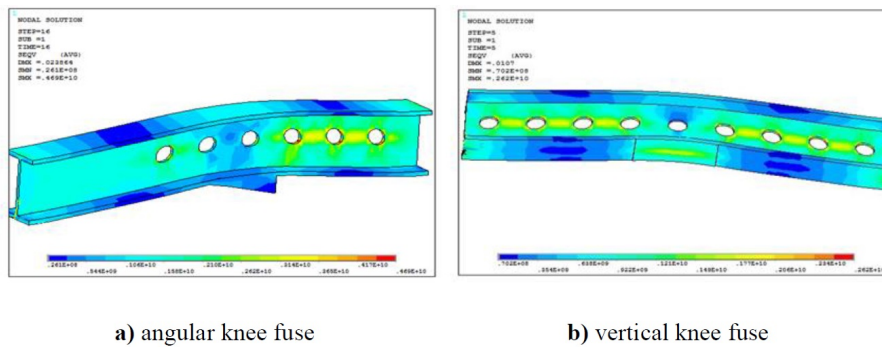 1
NODAL SOLUTION
STEP=16
SUB =1
TIME=16
SEQV (AVG)
DMX =.023864
SMN =.261E+08
SMX =.469E+10
.261E+08 .106E+10 .210E+10 .314E+10 .417E+10
.544E+09 .158E+10 .262E+10 .365E+10 .469E+10
a) angular knee fuse
1
NODAL SOLUTION
STEP=5
SUB =1
TIME=5
SEQV (AVG)
DMX =.0107
SMN =.702E+08
SMX =.262E+10
.702E+08 .638E+09 .121E+10 .177E+10 .234E+10
.354E+09 .922E+09 .149E+10 .206E+10 .262E+10
b) vertical knee fuse